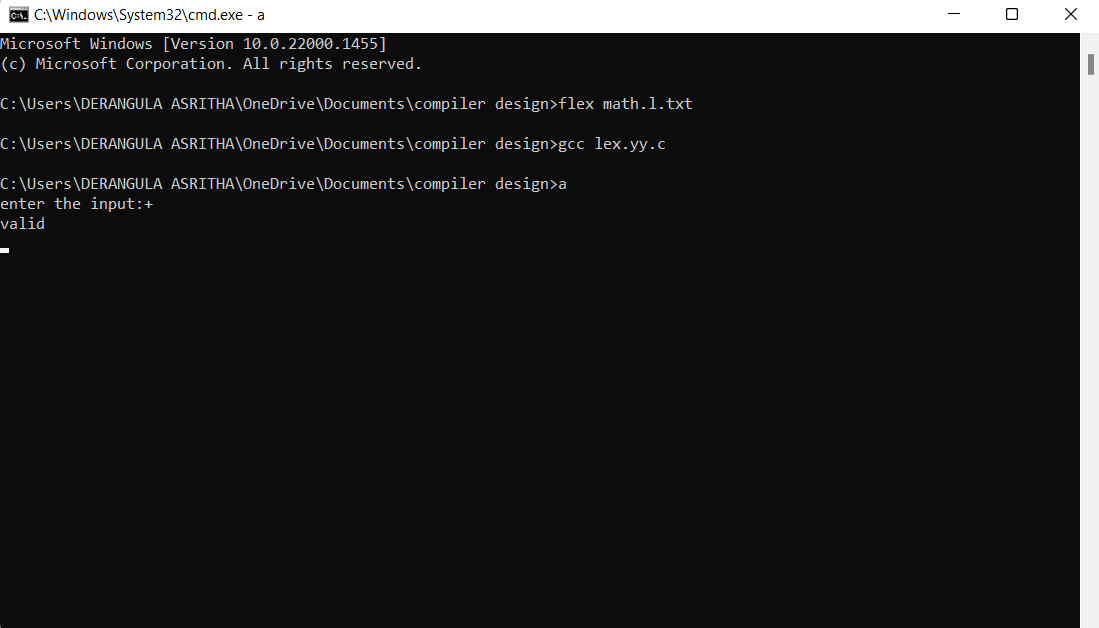 C:\Windows\System32\cmd.exe - a
Microsoft Windows [Version 10.0.22000.1455]
(c) Microsoft Corporation. All rights reserved.
C:\Users\DERANGULA ASRITHA\OneDrive\Documents\compiler design>flex math.l.txt
C:\Users\DERANGULA ASRITHA\OneDrive\Documents\compiler design>gcc lex.yy.c
C:\Users\DERANGULA ASRITHA\OneDrive\Documents\compiler design>a
enter the input:+
valid